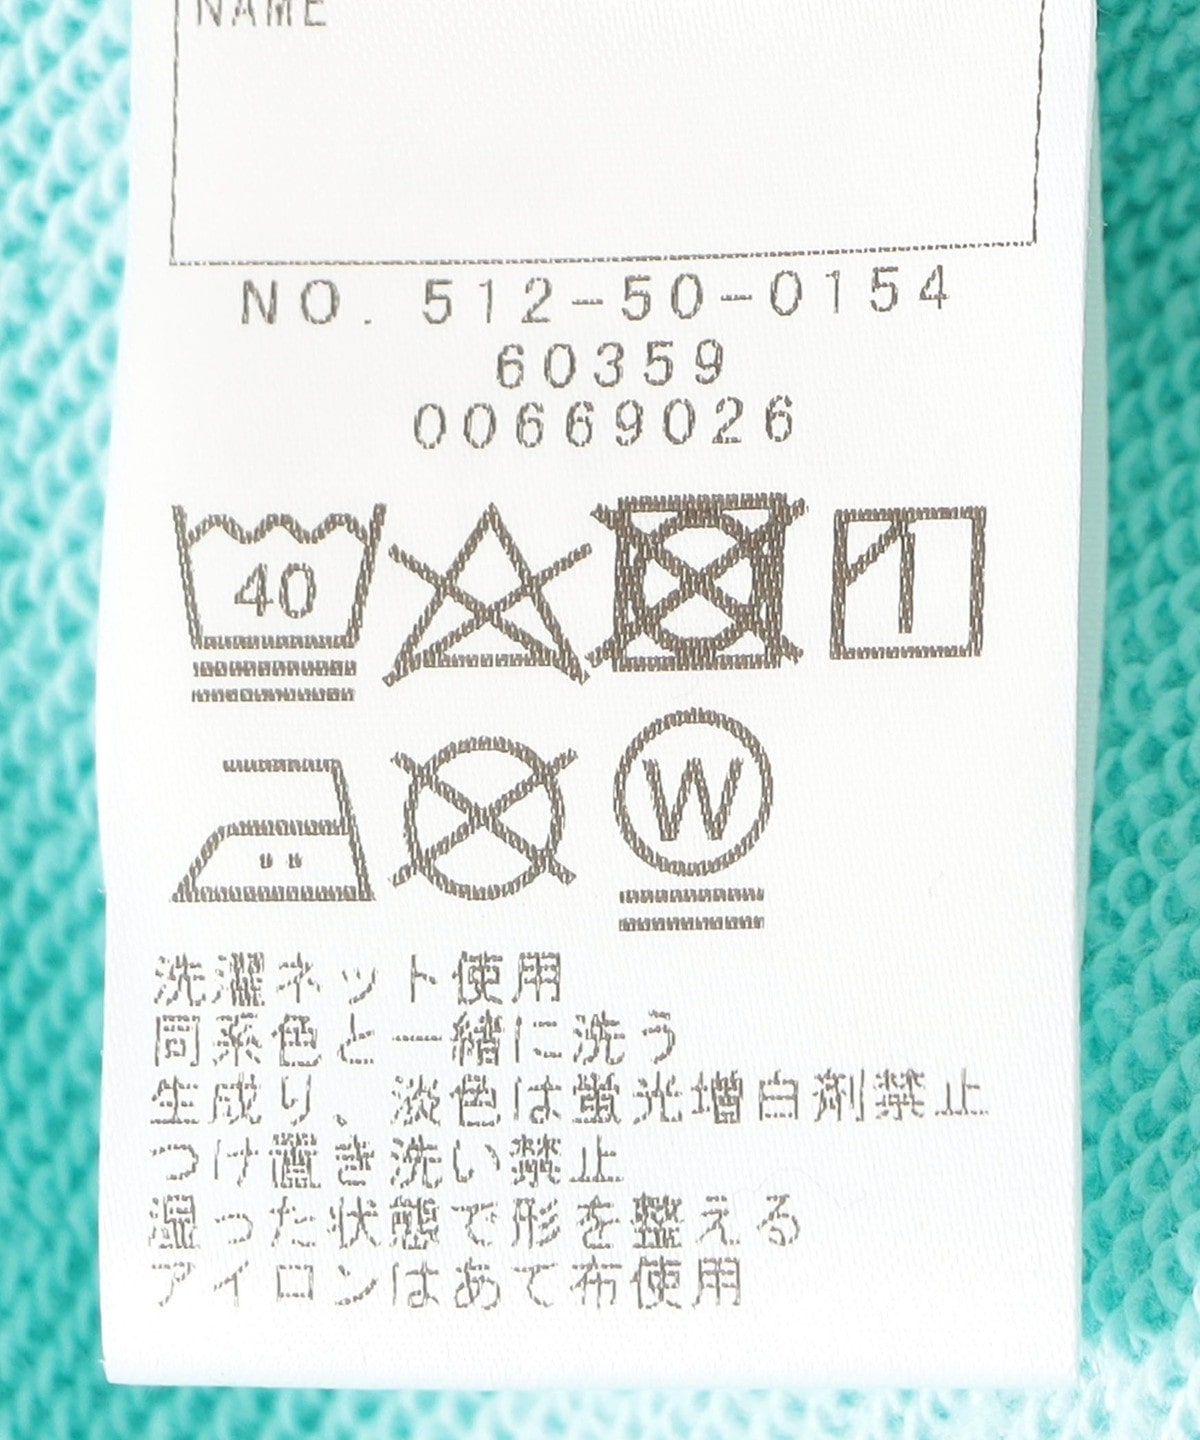 NAME
NO. 512-50-0154
60359
00669026
40
W
洗濯ネット使用
同系色と一緒に洗う
生成り、淡色は蛍光増白剤禁止
つけ置き洗い禁止
湿った状態で形を整える
アイロンはあて布使用